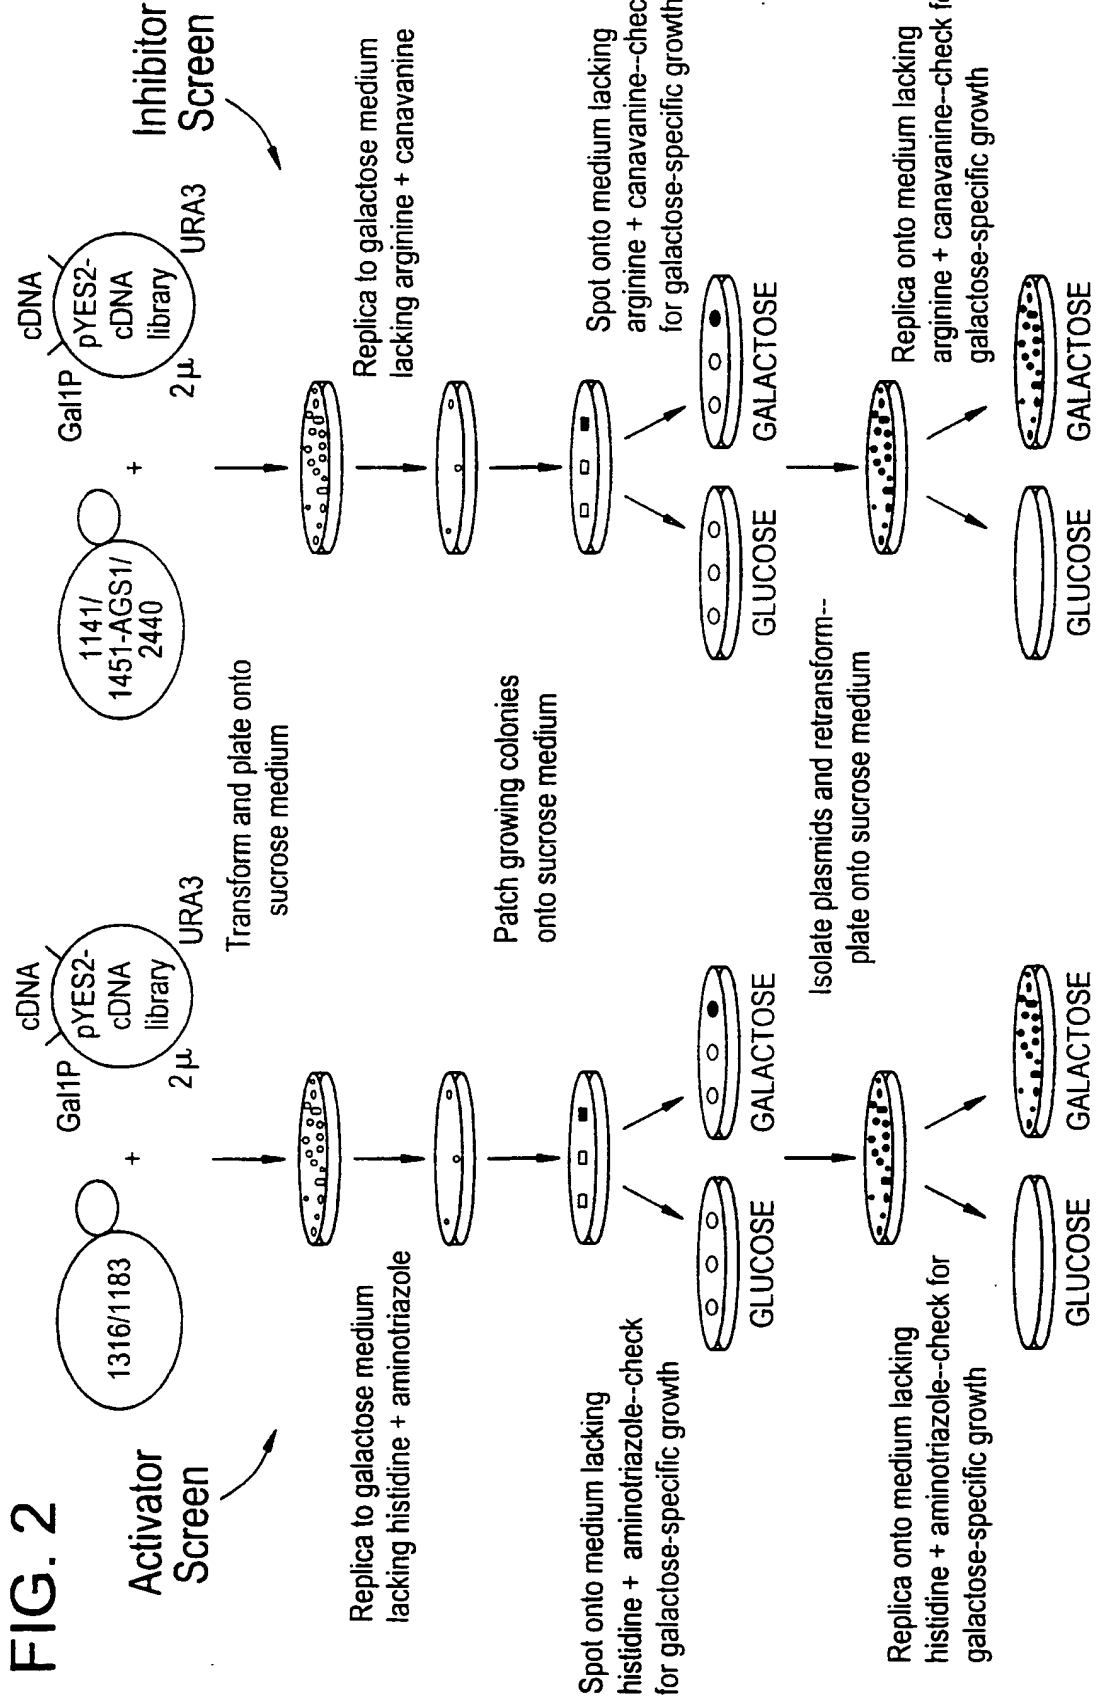 FIG. 2
Activator
Screen
1316/1183
+
Gal1P
cDNA
pYES2-
cDNA
library
2µ
URA3
Transform and plate onto
sucrose medium
1141/
1451-AGS1/
2440
+
Gal1P
cDNA
pYES2-
cDNA
library
2µ
URA3
Inhibitor
Screen
Replica to galactose medium
lacking histidine + aminotriazole
Replica to galactose medium
lacking arginine + canavanine
Patch growing colonies
onto sucrose medium
Spot onto medium lacking
histidine + aminotriazole--check
for galactose-specific growth
GLUCOSE
GALACTOSE
Spot onto medium lacking
arginine + canavanine--chec
for galactose-specific growth
GLUCOSE
GALACTOSE
Isolate plasmids and retransform--
plate onto sucrose medium
Replica onto medium lacking
histidine + aminotriazole--check for
galactose-specific growth
GLUCOSE
GALACTOSE
Replica onto medium lacking
arginine + canavanine--check f
galactose-specific growth
GLUCOSE
GALACTOSE